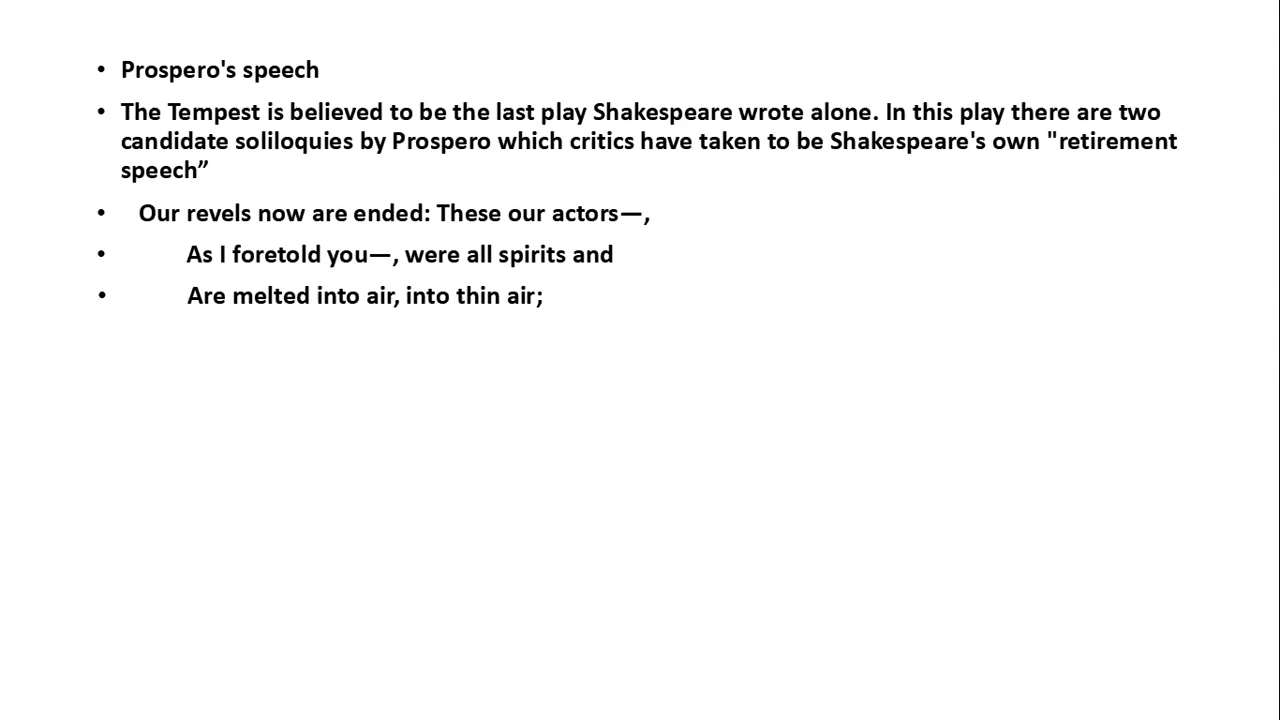 • Prospero's speech
• The Tempest is believed to be the last play Shakespeare wrote alone. In this play there are two
candidate soliloquies by Prospero which critics have taken to be Shakespeare's own "retirement
speech”
• Our revels now are ended: These our actors—,
• As I foretold you—, were all spirits and
• Are melted into air, into thin air;